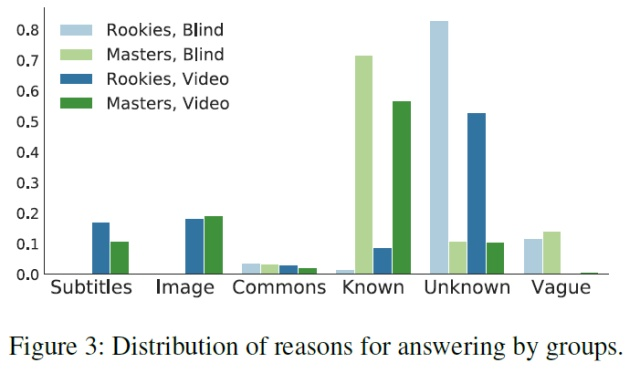 0.8
0.7
0.6
0.5
0.4
0.3
0.2
0.1
0.0
Rookies, Blind
Masters, Blind
Rookies, Video
Masters, Video
Subtitles Image Commons Known Unknown Vague
Figure 3: Distribution of reasons for answering by groups.